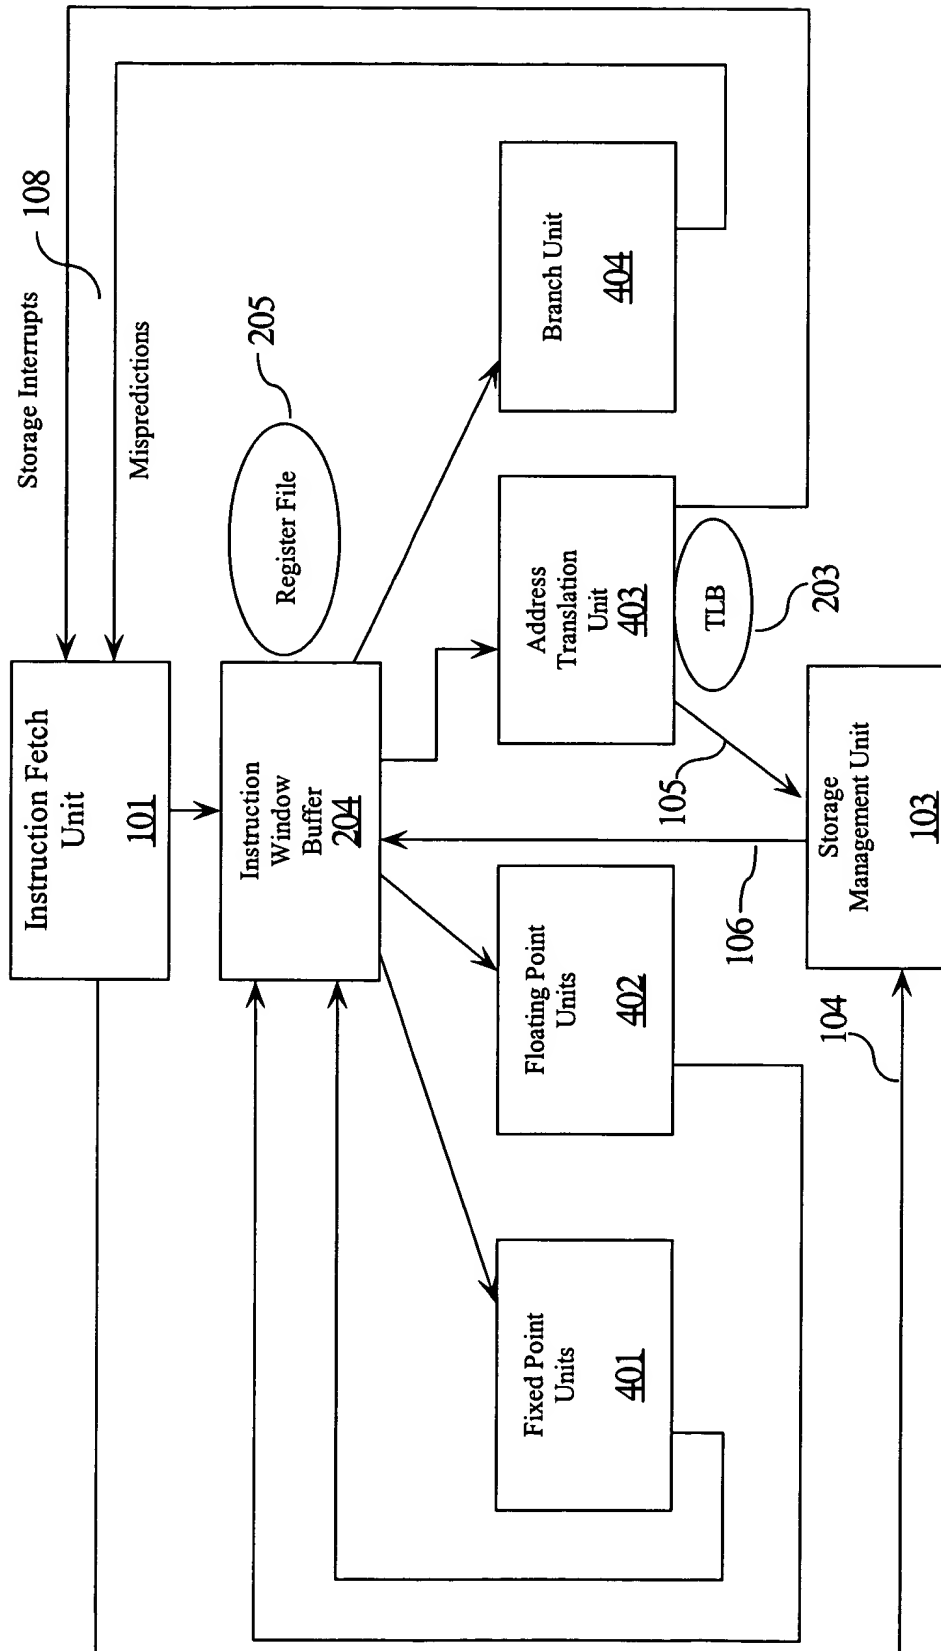 Storage Interrupts
108
Mispredictions
Instruction Fetch
Unit
101
Register File
205
Instruction
Window
Buffer
204
Fixed Point
Units
401
Floating Point
Units
402
Address
Translation
Unit
403
Branch Unit
404
TLB
203
105
106
104
Storage
Management Unit
103